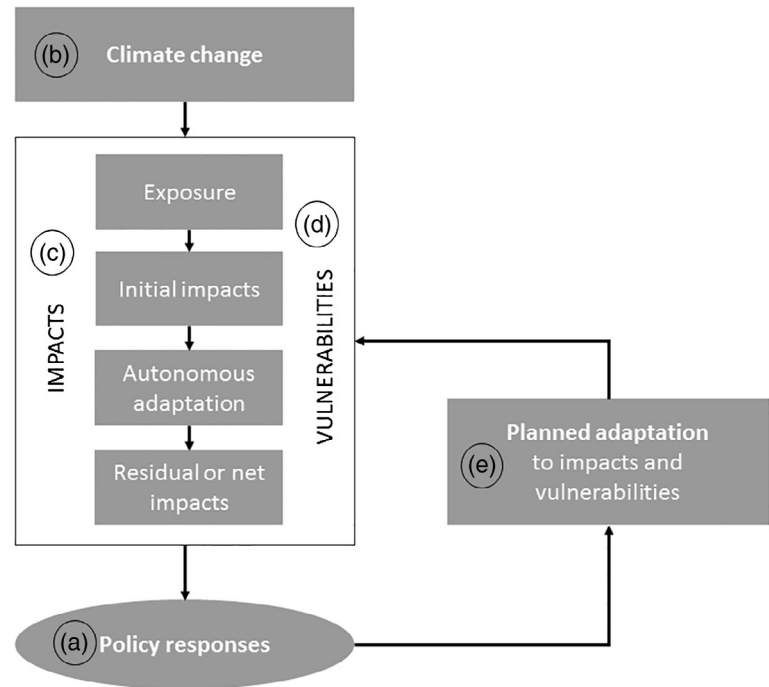 (b) Climate change
Exposure
(d)
(c)
Initial impacts
IMPACTS
VULNERABILITIES
Autonomous
adaptation
Residual or net
impacts
Planned adaptation
(e) to impacts and
vulnerabilities
(a) Policy responses